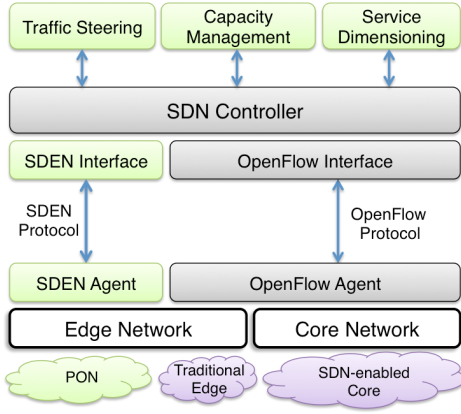 Traffic Steering
Capacity
Management
Service
Dimensioning
SDN Controller
SDEN Interface
OpenFlow Interface
SDEN
Protocol
OpenFlow
Protocol
SDEN Agent
OpenFlow Agent
Edge Network
Core Network
PON
Traditional
Edge
SDN-enabled
Core